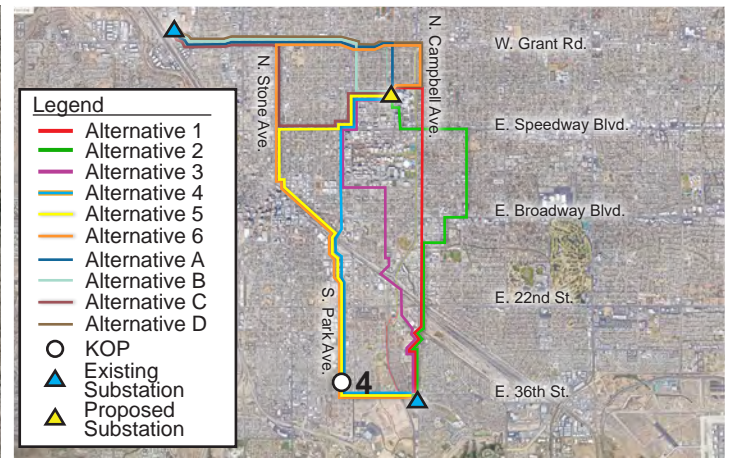 W. Grant Rd.
N. Campbell Ave.
N. Stone Ave.
Legend
Alternative 1
Alternative 2
Alternative 3
Alternative 4
Alternative 5
Alternative 6
Alternative A
Alternative B
Alternative C
Alternative D
KOP
Existing
Substation
Proposed
Substation
E. Speedway Blvd.
E. Broadway Blvd.
E. 22nd St.
S. Park Ave.
4
E. 36th St.